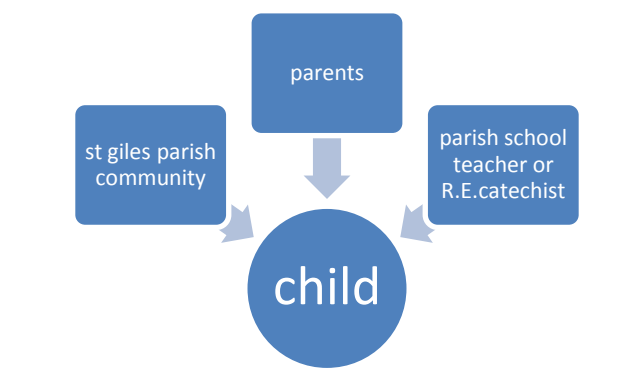 parents
st giles parish
community
parish school
teacher or
R.E.catechist
child